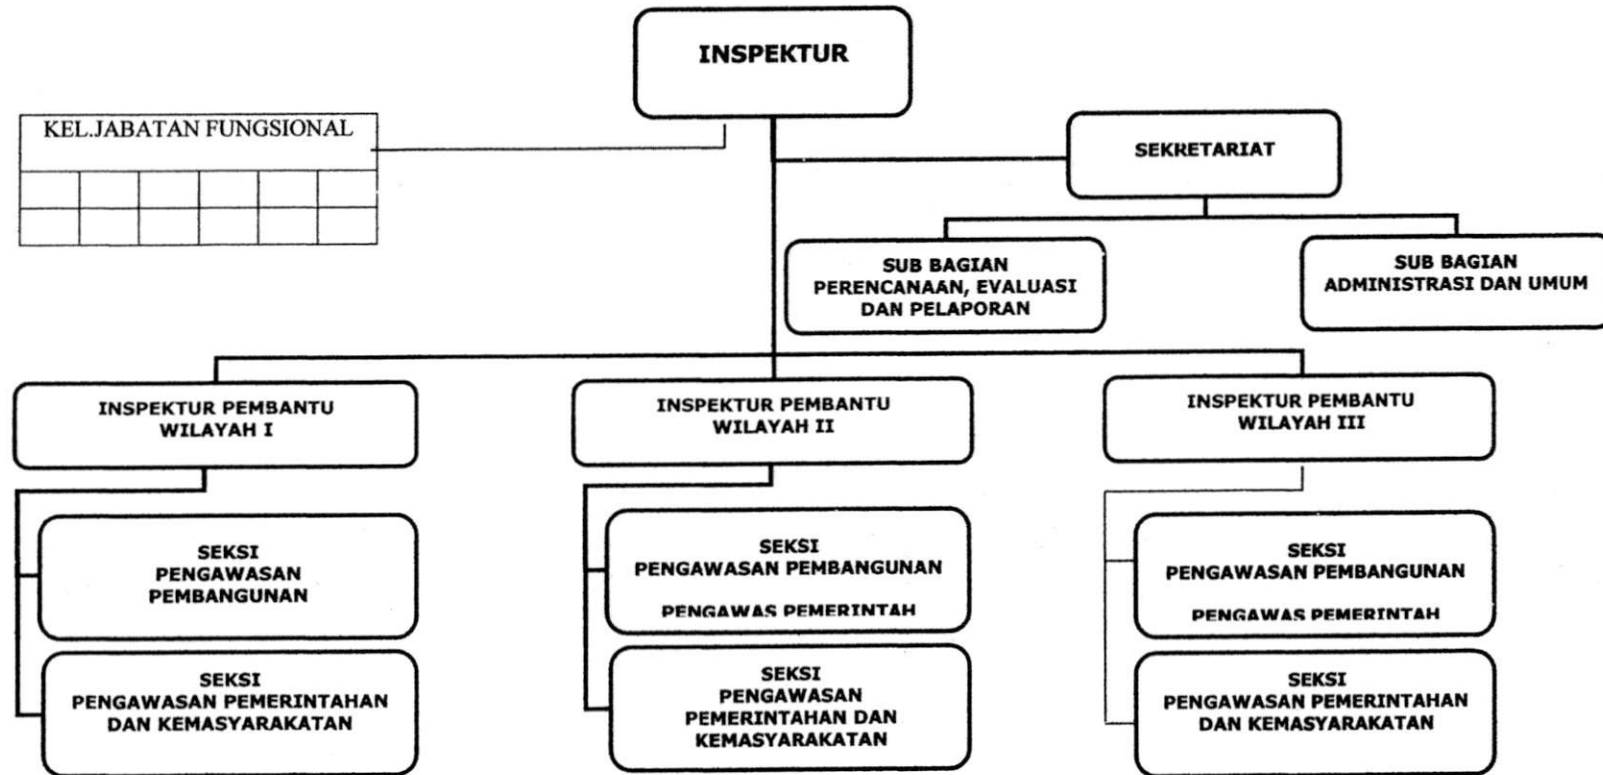 INSPEKTUR
KEL.JABATAN FUNGSIONAL
SEKRETARIAT
SUB BAGIAN
PERENCANAAN, EVALUASI
DAN PELAPORAN
SUB BAGIAN
ADMINISTRASI DAN UMUM
INSPEKTUR PEMBANTU
WILAYAH I
INSPEKTUR PEMBANTU
WILAYAH II
INSPEKTUR PEMBANTU
WILAYAH III
SEKSI
PENGAWASAN
PEMBANGUNAN
SEKSI
PENGAWASAN PEMBANGUNAN
PENGAWAS PEMERINTAH
SEKSI
PENGAWASAN PEMBANGUNAN
PENGAWAS PEMERINTAH
SEKSI
PENGAWASAN PEMERINTAHAN
DAN KEMASYARAKATAN
SEKSI
PENGAWASAN
PEMERINTAHAN DAN
KEMASYARAKATAN
SEKSI
PENGAWASAN PEMERINTAHAN
DAN KEMASYARAKATAN